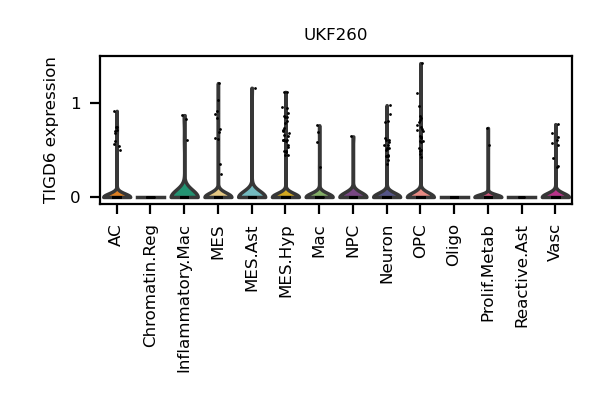 UKF260
TIGD6 expression
1
0
AC
Chromatin.Reg
Inflammatory.Mac
MES
MES.Ast
MES.Hyp
Mac
NPC
Neuron
OPC
Oligo
Prolif.Metab
Reactive.Ast
Vasc